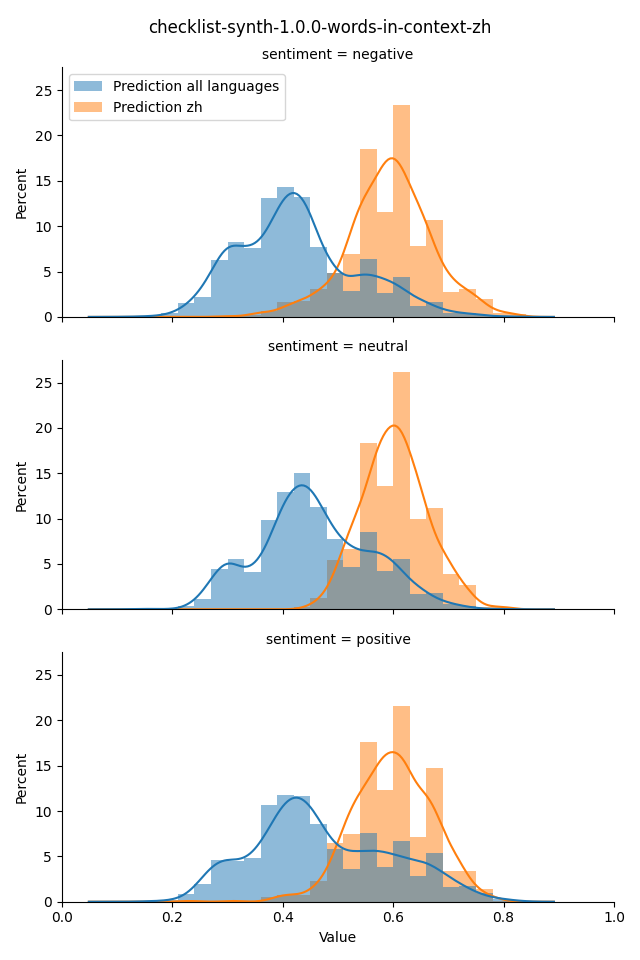 checklist-synth-1.0.0-words-in-context-zh
sentiment = negative
Prediction all languages
Prediction zh
25
20
15
10
5
0
Percent
sentiment = neutral
25
20
15
10
5
0
Percent
sentiment = positive
25
20
15
10
5
0
Percent
0.0 0.2 0.4 0.6 0.8 1.0
Value